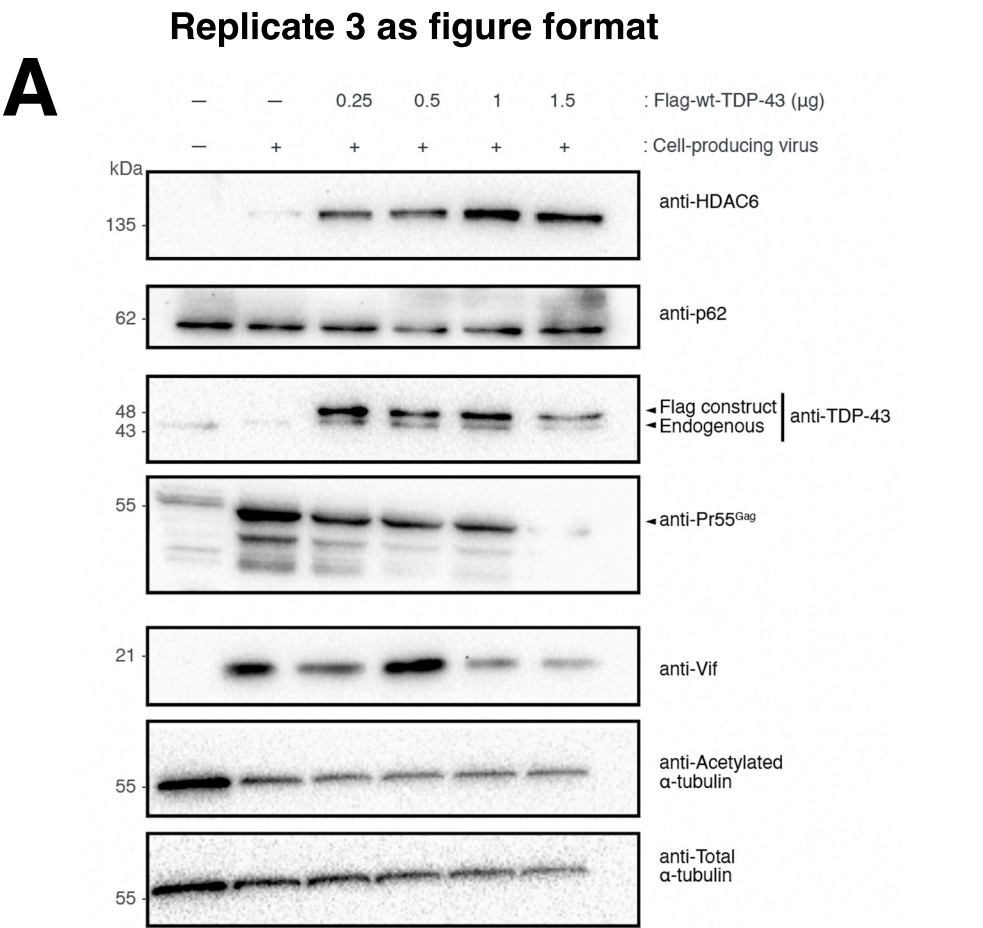 Replicate 3 as figure format
A
— — 0.25 0.5 1 1.5 : Flag-wt-TDP-43 (µg)
— + + + + + : Cell-producing virus
kDa
135 - anti-HDAC6
62 - anti-p62
48 - ◄ Flag construct
43 - ◄ Endogenous
anti-TDP-43
55 - ◄ anti-Pr55Gag
21 - anti-Vif
anti-Acetylated
55 - α-tubulin
anti-Total
α-tubulin
55 -